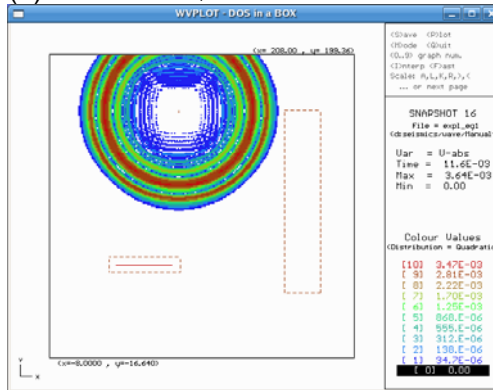 WVPLOT - DOS in a BOX
(x= 208.00 , y= 199.36)
(S)ave (P)lot
(M)ode (Q)uit
(0..9) graph num.
(I)nterp (F)ast
Scale: A,L,K,R,>,<
... or next page
SNAPSHOT 16
File = expl_eg1
Var = U-abs
Time = 11.6E-03
Max = 3.64E-03
Min = 0.00
Colour Values
(Distribution = Quadratic
[10] 3.47E-03
[ 9] 2.81E-03
[ 8] 2.22E-03
[ 7] 1.70E-03
[ 6] 1.25E-03
[ 5] 868.E-06
[ 4] 555.E-06
[ 3] 312.E-06
[ 2] 138.E-06
[ 1] 34.7E-06
[ 0] 0.00
(x=-8.0000 , y=-16.640)
Y
X